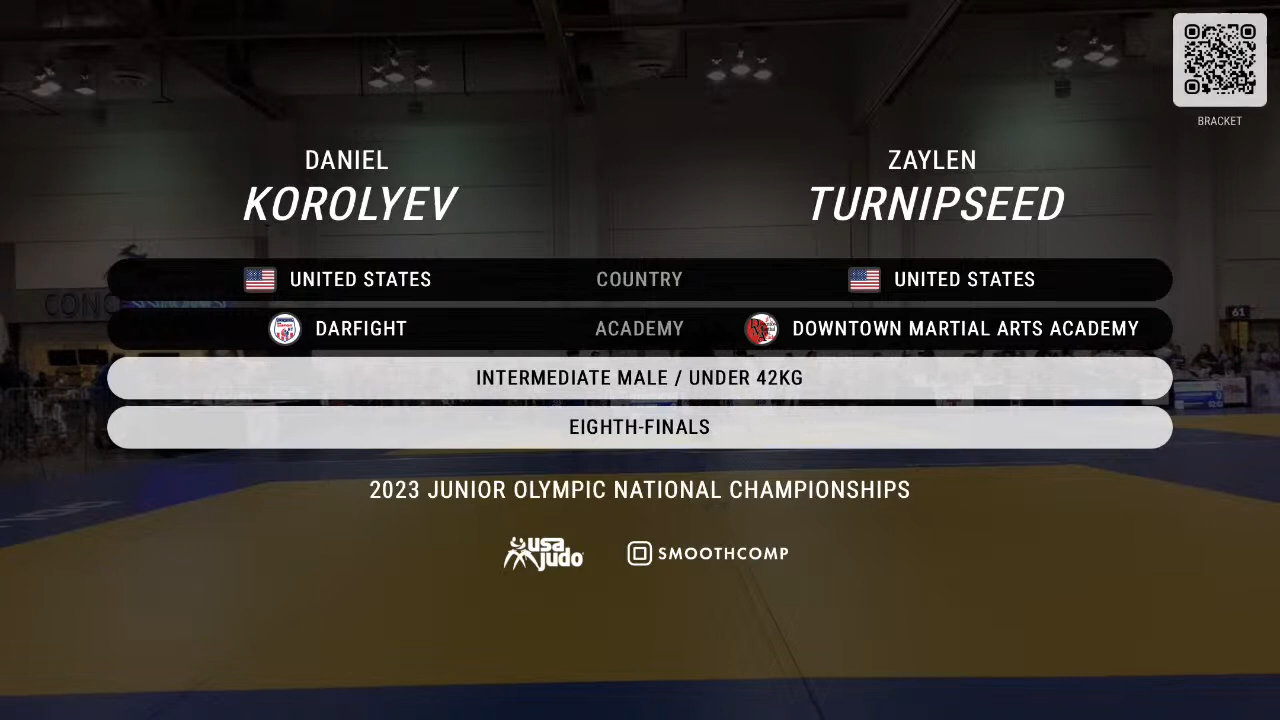 BRACKET
DANIEL
KOROLYEV
ZAYLEN
TURNIPSEED
UNITED STATES COUNTRY UNITED STATES
DARFIGHT ACADEMY DOWNTOWN MARTIAL ARTS ACADEMY
INTERMEDIATE MALE / UNDER 42KG
EIGHTH-FINALS
2023 JUNIOR OLYMPIC NATIONAL CHAMPIONSHIPS
usa judo
SMOOTHCOMP
61